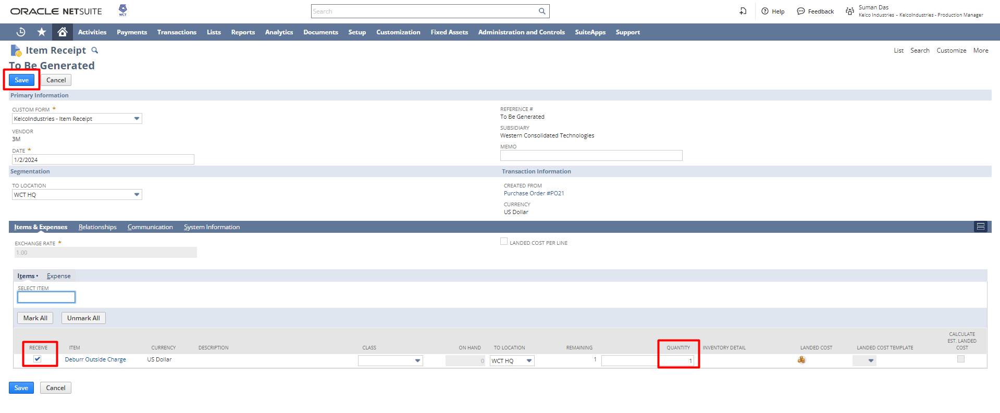 ORACLE NETSUITE
WCT
Search
Help
Feedback
Suman Das
Kelco Industries - KelcoIndustries - Production Manager
Activities Payments Transactions Lists Reports Analytics Documents Setup Customization Fixed Assets Administration and Controls SuiteApps Support
Item Receipt
List Search Customize More
To Be Generated
Save Cancel
Primary Information
CUSTOM FORM *
KelcoIndustries - Item Receipt
VENDOR
3M
DATE *
1/2/2024
REFERENCE #
To Be Generated
SUBSIDIARY
Western Consolidated Technologies
MEMO
Segmentation
TO LOCATION
WCT HQ
Transaction Information
CREATED FROM
Purchase Order #PO21
CURRENCY
US Dollar
Items & Expenses Relationships Communication System Information
EXCHANGE RATE *
1.00
LANDED COST PER LINE
Items • Expense
SELECT ITEM
Mark All Unmark All
RECEIVE ITEM CURRENCY DESCRIPTION CLASS ON HAND TO LOCATION REMAINING QUANTITY INVENTORY DETAIL LANDED COST LANDED COST TEMPLATE CALCULATE
EST. LANDED
COST
Deburr Outside Charge US Dollar 0 WCT HQ 1 1
Save Cancel